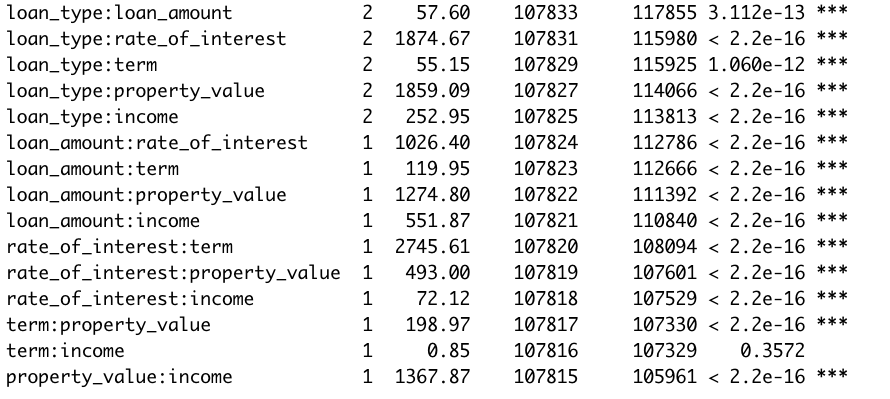 loan_type:loan_amount 2 57.60 107833 117855 3.112e-13 ***
loan_type:rate_of_interest 2 1874.67 107831 115980 < 2.2e-16 ***
loan_type:term 2 55.15 107829 115925 1.060e-12 ***
loan_type:property_value 2 1859.09 107827 114066 < 2.2e-16 ***
loan_type:income 2 252.95 107825 113813 < 2.2e-16 ***
loan_amount:rate_of_interest 1 1026.40 107824 112786 < 2.2e-16 ***
loan_amount:term 1 119.95 107823 112666 < 2.2e-16 ***
loan_amount:property_value 1 1274.80 107822 111392 < 2.2e-16 ***
loan_amount:income 1 551.87 107821 110840 < 2.2e-16 ***
rate_of_interest:term 1 2745.61 107820 108094 < 2.2e-16 ***
rate_of_interest:property_value 1 493.00 107819 107601 < 2.2e-16 ***
rate_of_interest:income 1 72.12 107818 107529 < 2.2e-16 ***
term:property_value 1 198.97 107817 107330 < 2.2e-16 ***
term:income 1 0.85 107816 107329 0.3572
property_value:income 1 1367.87 107815 105961 < 2.2e-16 ***